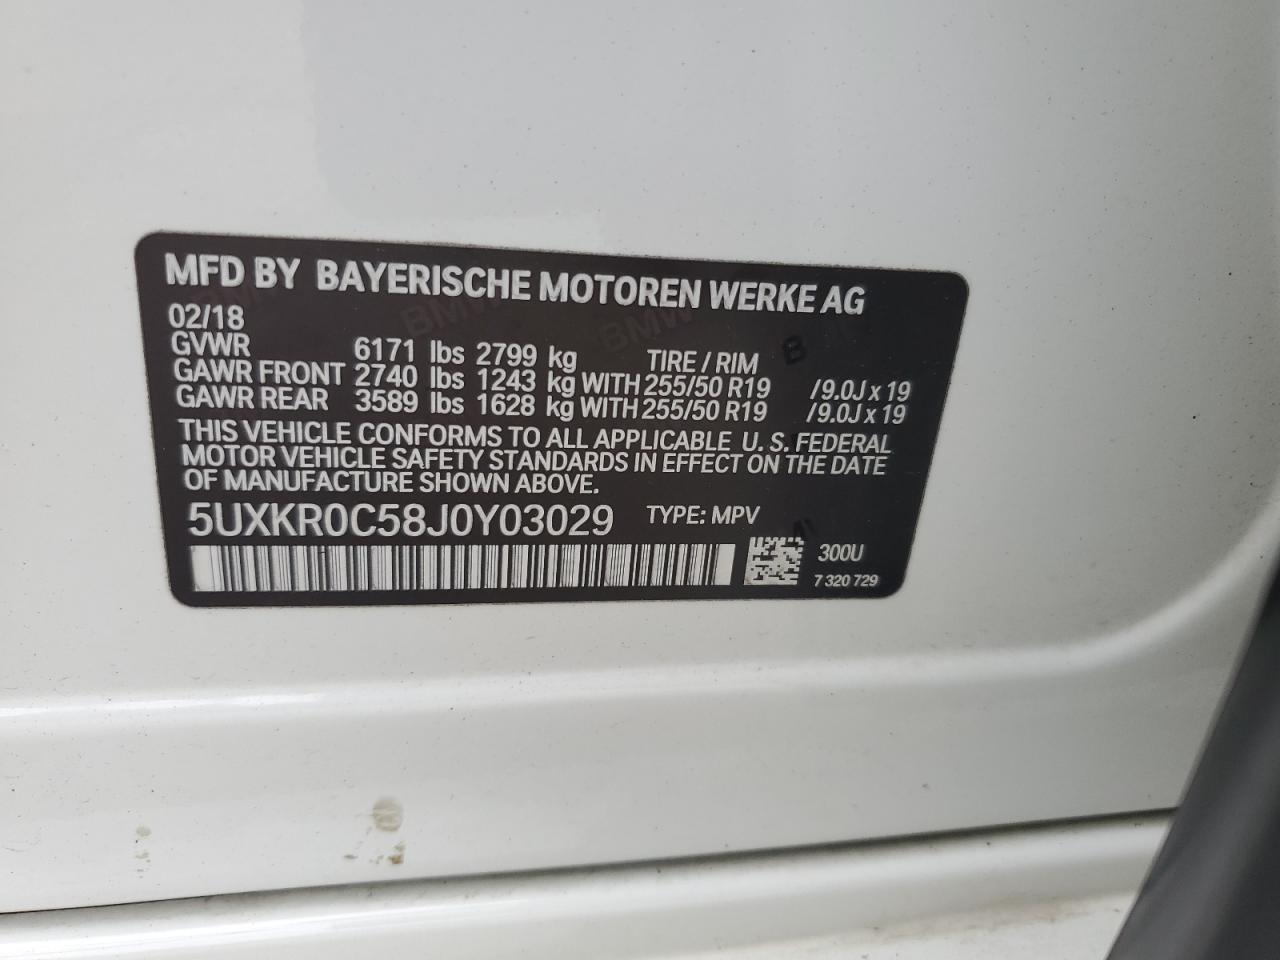 MFD BY BAYERISCHE MOTOREN WERKE AG
02/18
GVWR 6171 lbs 2799 kg TIRE / RIM
GAWR FRONT 2740 lbs 1243 kg WITH 255/50 R19 /9.0J x 19
GAWR REAR 3589 lbs 1628 kg WITH 255/50 R19 /9.0J x 19
THIS VEHICLE CONFORMS TO ALL APPLICABLE U. S. FEDERAL
MOTOR VEHICLE SAFETY STANDARDS IN EFFECT ON THE DATE
OF MANUFACTURE SHOWN ABOVE.
5UXKR0C58J0Y03029 TYPE: MPV
300U
7 320 729